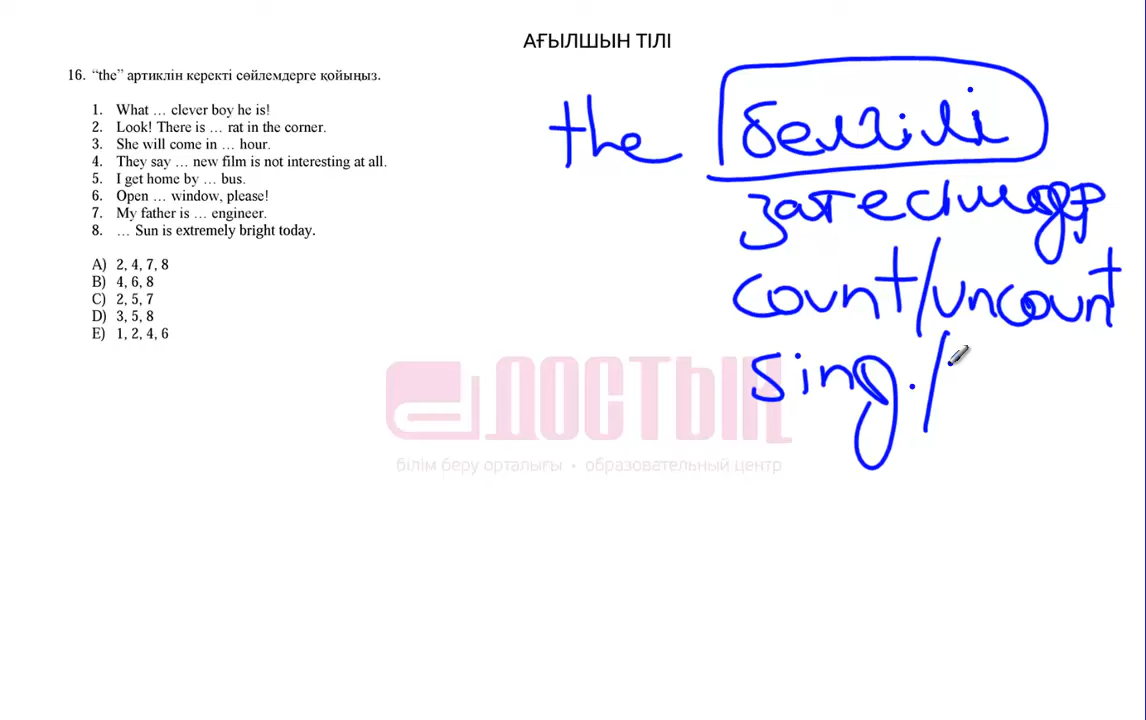 АҒЫЛШЫН ТІЛІ
16. “the” артиклін керекті сөйлемдерге қойыңыз.
1. What … clever boy he is!
2. Look! There is … rat in the corner.
3. She will come in … hour.
4. They say … new film is not interesting at all.
5. I get home by … bus.
6. Open … window, please!
7. My father is … engineer.
8. … Sun is extremely bright today.
A) 2, 4, 7, 8
B) 4, 6, 8
C) 2, 5, 7
D) 3, 5, 8
E) 1, 2, 4, 6
the белгілі
зат есімдер
count/uncount
sing./
ДОСТЫҚ
білім беру орталығы • образовательный центр